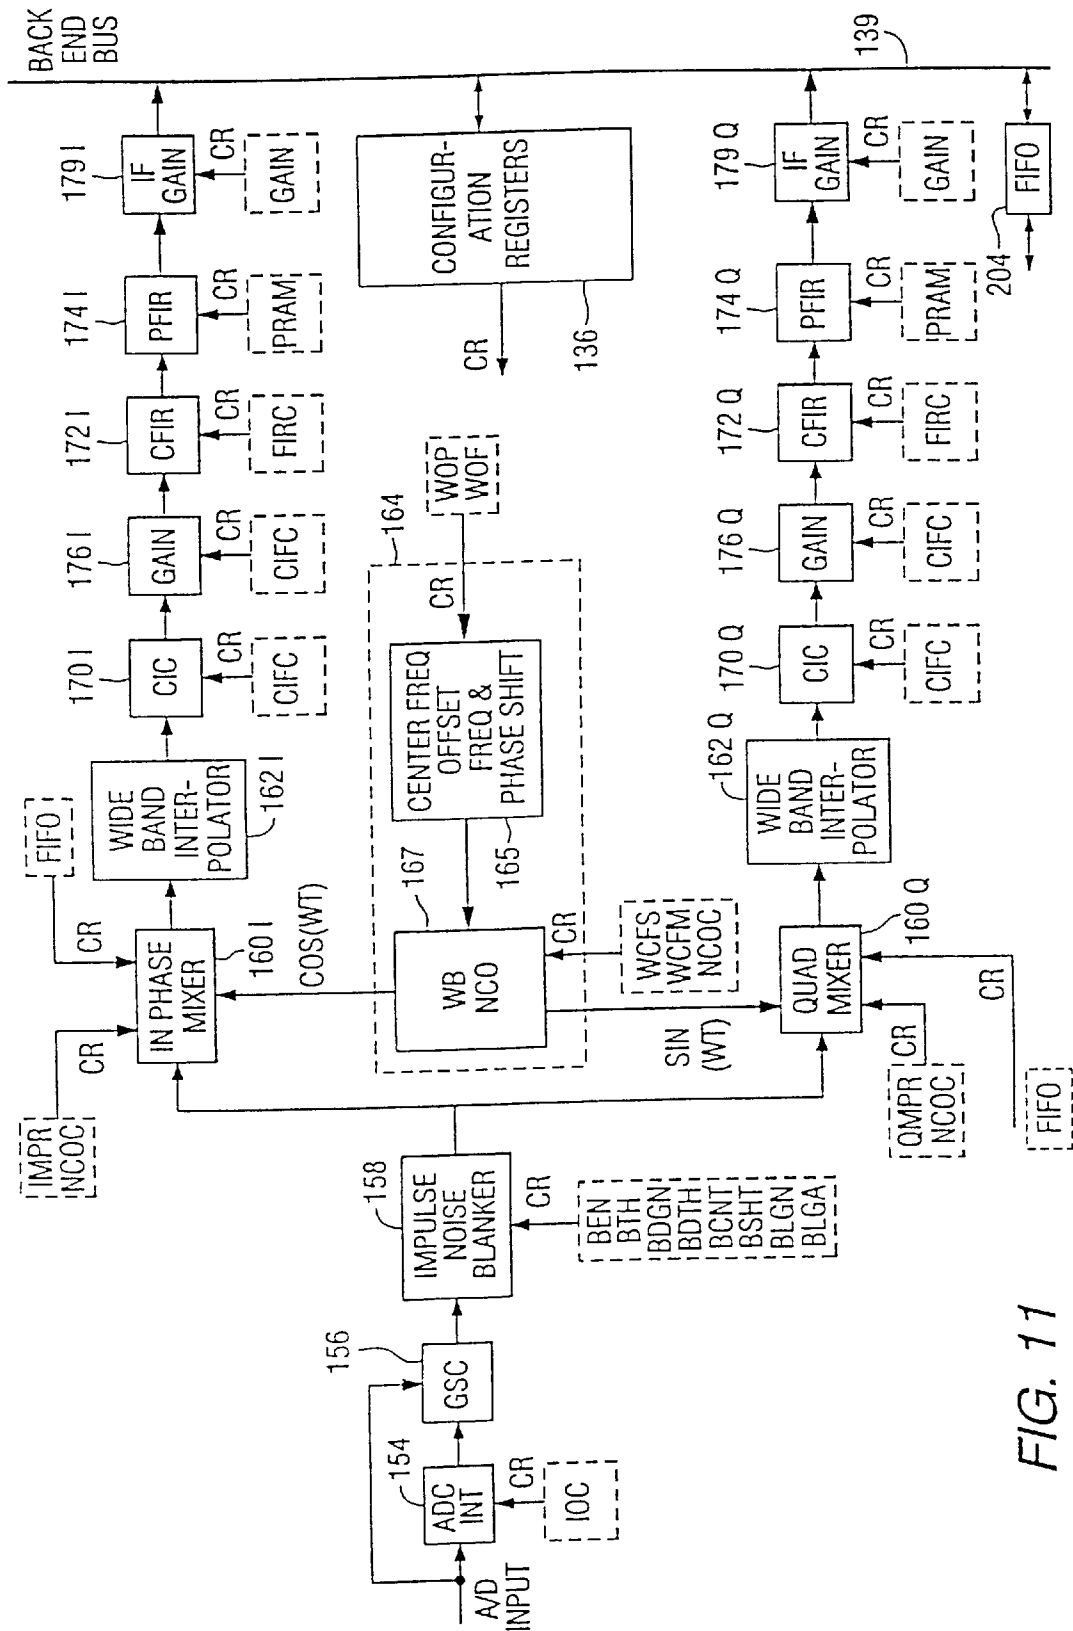 BACK
END
BUS
139
179 I
IF
GAIN
CR
GAIN
174 I
PFIR
CR
PRAM
172 I
CFIR
CR
FIRC
176 I
GAIN
CR
CIFC
170 I
CIC
CR
CIFC
WIDE
BAND
INTER-
POLATOR
162 I
FIFO
CR
IN PHASE
MIXER
160 I
CR
IMPR
NCOC
COS(WT)
CONFIGUR-
ATION
REGISTERS
136
CR
WOP
WOF
164
CR
CENTER FREQ
OFFSET
FREQ &
PHASE SHIFT
165
167
WB
NCO
CR
WCFS
WCFM
NCOC
SIN
(WT)
158
IMPULSE
NOISE
BLANKER
CR
BEN
BTH
BDGN
BDTH
BCNT
BSHT
BLGN
BLGA
156
GSC
154
ADC
INT
CR
IOC
A/D
INPUT
179 Q
IF
GAIN
CR
GAIN
204
FIFO
174 Q
PFIR
CR
PRAM
172 Q
CFIR
CR
FIRC
176 Q
GAIN
CR
CIFC
170 Q
CIC
CR
CIFC
162 Q
WIDE
BAND
INTER-
POLATOR
160 Q
QUAD
MIXER
CR
QMPR
NCOC
CR
FIFO
FIG. 11